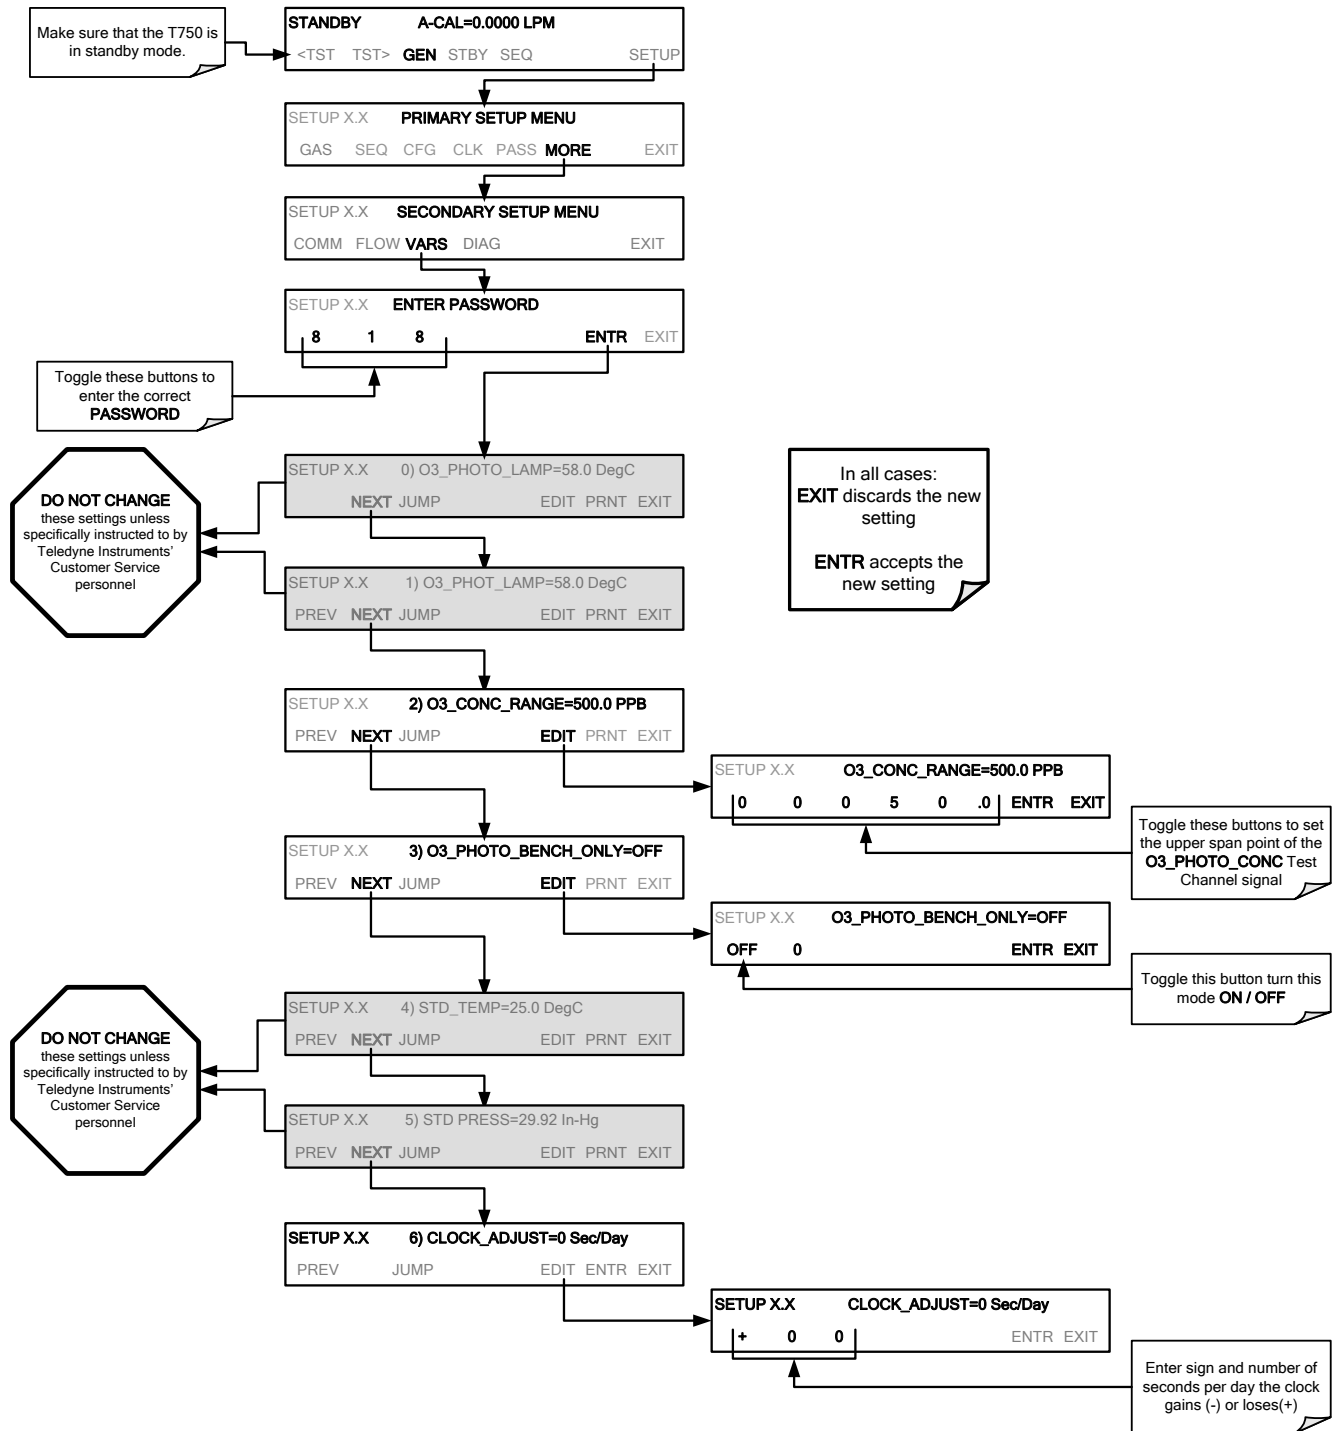 Make sure that the T750 is
in standby mode.
STANDBY A-CAL=0.0000 LPM
<TST TST> GEN STBY SEQ SETUP
SETUP X.X PRIMARY SETUP MENU
GAS SEQ CFG CLK PASS MORE EXIT
SETUP X.X SECONDARY SETUP MENU
COMM FLOW VARS DIAG EXIT
SETUP X.X ENTER PASSWORD
8 1 8 ENTR EXIT
Toggle these buttons to
enter the correct
PASSWORD
DO NOT CHANGE
these settings unless
specifically instructed to by
Teledyne Instruments'
Customer Service
personnel
SETUP X.X 0) O3_PHOTO_LAMP=58.0 DegC
NEXT JUMP EDIT PRNT EXIT
SETUP X.X 1) O3_PHOT_LAMP=58.0 DegC
PREV NEXT JUMP EDIT PRNT EXIT
In all cases:
EXIT discards the new
setting
ENTR accepts the
new setting
SETUP X.X 2) O3_CONC_RANGE=500.0 PPB
PREV NEXT JUMP EDIT PRNT EXIT
SETUP X.X O3_CONC_RANGE=500.0 PPB
0 0 0 5 0 .0 ENTR EXIT
Toggle these buttons to set
the upper span point of the
O3_PHOTO_CONC Test
Channel signal
SETUP X.X 3) O3_PHOTO_BENCH_ONLY=OFF
PREV NEXT JUMP EDIT PRNT EXIT
SETUP X.X O3_PHOTO_BENCH_ONLY=OFF
OFF 0 ENTR EXIT
Toggle this button turn this
mode ON / OFF
DO NOT CHANGE
these settings unless
specifically instructed to by
Teledyne Instruments'
Customer Service
personnel
SETUP X.X 4) STD_TEMP=25.0 DegC
PREV NEXT JUMP EDIT PRNT EXIT
SETUP X.X 5) STD PRESS=29.92 In-Hg
PREV NEXT JUMP EDIT PRNT EXIT
SETUP X.X 6) CLOCK_ADJUST=0 Sec/Day
PREV JUMP EDIT ENTR EXIT
SETUP X.X CLOCK_ADJUST=0 Sec/Day
+ 0 0 ENTR EXIT
Enter sign and number of
seconds per day the clock
gains (-) or loses(+)